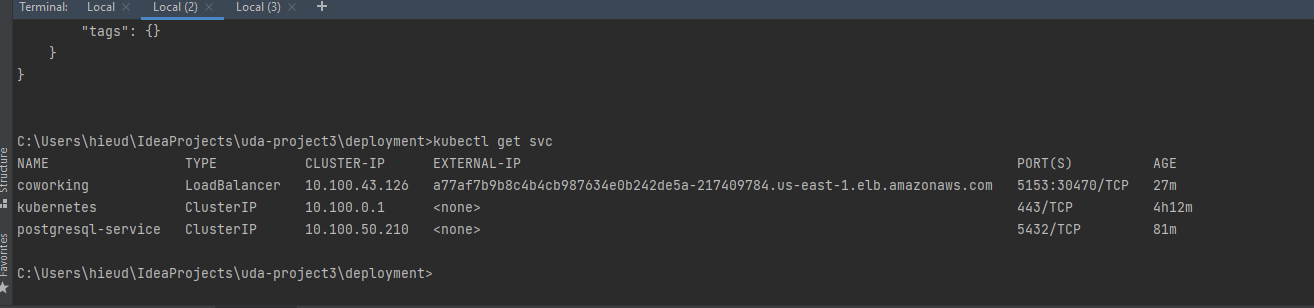 Terminal: Local × Local (2) × Local (3) × +
"tags": {}
}
}
C:\Users\hieud\IdeaProjects\uda-project3\deployment>kubectl get svc
NAME TYPE CLUSTER-IP EXTERNAL-IP PORT(S) AGE
coworking LoadBalancer 10.100.43.126 a77af7b9b8c4b4cb987634e0b242de5a-217409784.us-east-1.elb.amazonaws.com 5153:30470/TCP 27m
kubernetes ClusterIP 10.100.0.1 <none> 443/TCP 4h12m
postgresql-service ClusterIP 10.100.50.210 <none> 5432/TCP 81m
C:\Users\hieud\IdeaProjects\uda-project3\deployment>
Structure
Favorites